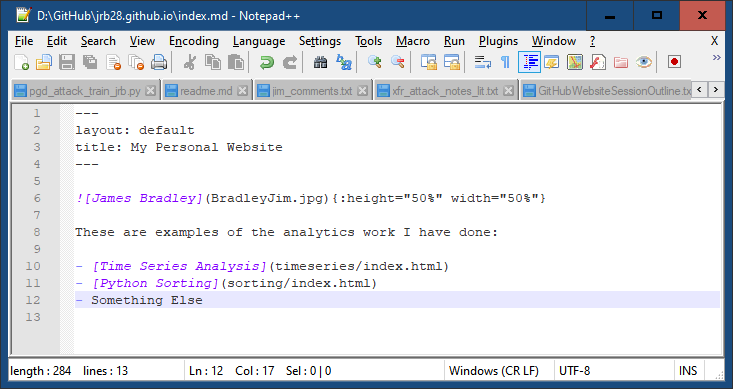 D:\GitHub\jrb28.github.io\index.md - Notepad++
File Edit Search View Encoding Language Settings Tools Macro Run Plugins Window ? X
pgd_attack_train_jrb.py readme.md jim_comments.txt xfr_attack_notes_lit.txt GitHubWebsiteSessionOutline.tx
1 ---
2 layout: default
3 title: My Personal Website
4 ---
5
6 ![James Bradley](BradleyJim.jpg){:height="50%" width="50%"}
7
8 These are examples of the analytics work I have done:
9
10 - [Time Series Analysis](timeseries/index.html)
11 - [Python Sorting](sorting/index.html)
12 - Something Else
13
length : 284 lines : 13 Ln : 12 Col : 17 Sel : 0 | 0 Windows (CR LF) UTF-8 INS